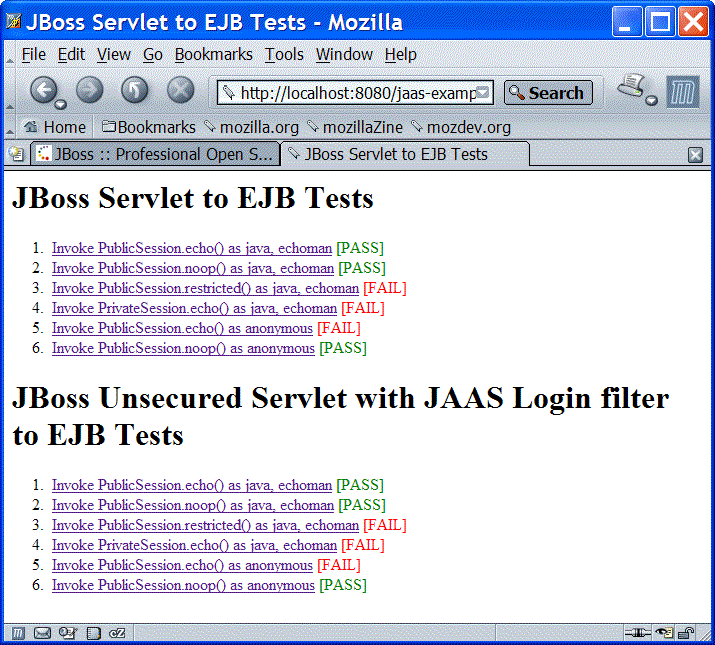 JBoss Servlet to EJB Tests - Mozilla
File Edit View Go Bookmarks Tools Window Help
http://localhost:8080/jaas-examp Search
Home Bookmarks mozilla.org mozillaZine mozdev.org
JBoss :: Professional Open S... JBoss Servlet to EJB Tests
JBoss Servlet to EJB Tests
1. Invoke PublicSession.echo() as java, echoman [PASS]
2. Invoke PublicSession.noop() as java, echoman [PASS]
3. Invoke PublicSession.restricted() as java, echoman [FAIL]
4. Invoke PrivateSession.echo() as java, echoman [FAIL]
5. Invoke PublicSession.echo() as anonymous [FAIL]
6. Invoke PublicSession.noop() as anonymous [PASS]
JBoss Unsecured Servlet with JAAS Login filter
to EJB Tests
1. Invoke PublicSession.echo() as java, echoman [PASS]
2. Invoke PublicSession.noop() as java, echoman [PASS]
3. Invoke PublicSession.restricted() as java, echoman [FAIL]
4. Invoke PrivateSession.echo() as java, echoman [FAIL]
5. Invoke PublicSession.echo() as anonymous [FAIL]
6. Invoke PublicSession.noop() as anonymous [PASS]
cZ